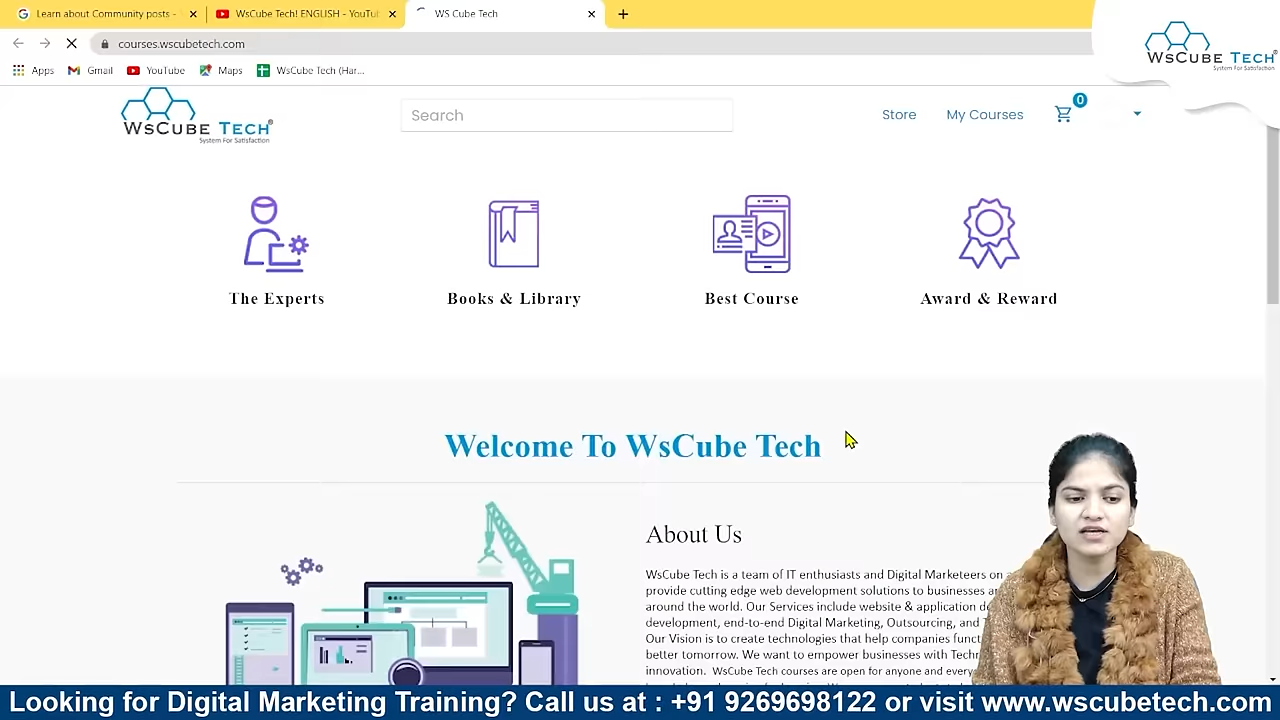 Learn about Community posts -
WsCube Tech! ENGLISH - YouTu
WS Cube Tech
courses.wscubetech.com
Apps
Gmail
YouTube
Maps
WsCube Tech (Har...
WSCUBE TECH®
System For Satisfaction
WSCUBE TECH®
System For Satisfaction
Search
Store
My Courses
0
The Experts
Books & Library
Best Course
Award & Reward
Welcome To WsCube Tech
About Us
WsCube Tech is a team of IT enthusiasts and Digital Marketeers on
provide cutting edge web development solutions to businesses
around the world. Our Services include website & application
development, end-to-end Digital Marketing, Outsourcing, and
Our Vision is to create technologies that help companies
better tomorrow. We want to empower businesses with
innovation. WsCube Tech courses are open for anyone and
Looking for Digital Marketing Training? Call us at : +91 9269698122 or visit www.wscubetech.com